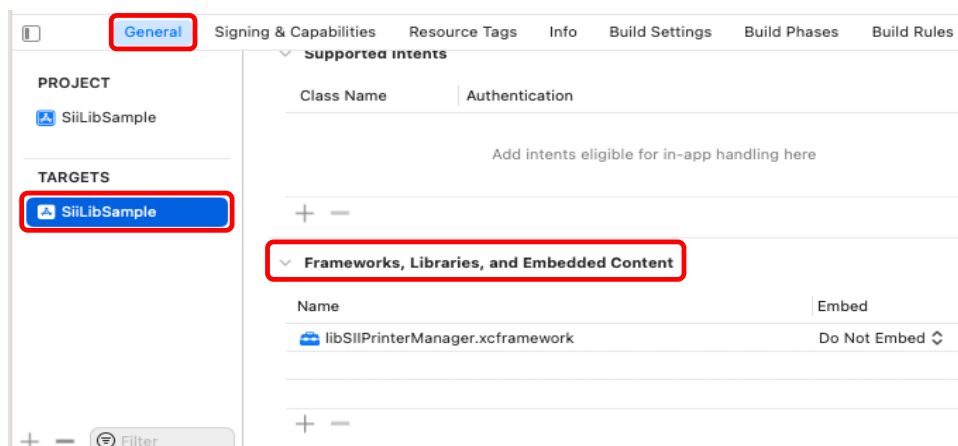 General Signing & Capabilities Resource Tags Info Build Settings Build Phases Build Rules
PROJECT
SiiLibSample
TARGETS
SiiLibSample
Filter
Supported Intents
Class Name Authentication
Add intents eligible for in-app handling here
Frameworks, Libraries, and Embedded Content
Name Embed
libSIIPrinterManager.xcframework Do Not Embed